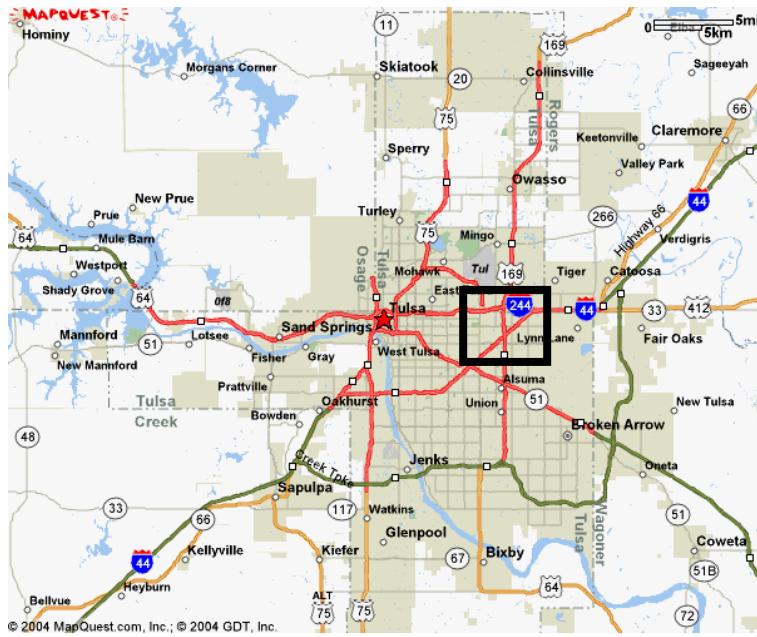 MAPQUEST®
Hominy
11
169
5mi
5km
Elba
Morgans Corner
Skiatook
20
Collinsville
Sageeyah
66
75
Rogers
Tulsa
Keetonville
Claremore
Sperry
Valley Park
Owasso
New Prue
44
Prue
Turley
266
64
Mule Barn
75
Mingo
Highway 66
Verdigris
Westport
Osage
Tulsa
Mohawk
Tul
169
Tiger
Catoosa
Shady Grove
64
0f8
East
244
Tulsa
44
33
412
Sand Springs
Mannford
51
Lotsee
Lynn Lane
Fair Oaks
New Mannford
Fisher
Gray
West Tulsa
Prattville
Alsuma
Tulsa
Creek
Oakhurst
51
New Tulsa
Bowden
Union
48
Broken Arrow
Creek Tpke
Jenks
Oneta
Sapulpa
33
117
Watkins
51
66
Glenpool
Tulsa
Wagoner
Coweta
44
Kellyville
Kiefer
67
Bixby
51B
Bellvue
Heyburn
ALT
75
75
64
72
© 2004 MapQuest.com, Inc.; © 2004 GDT, Inc.